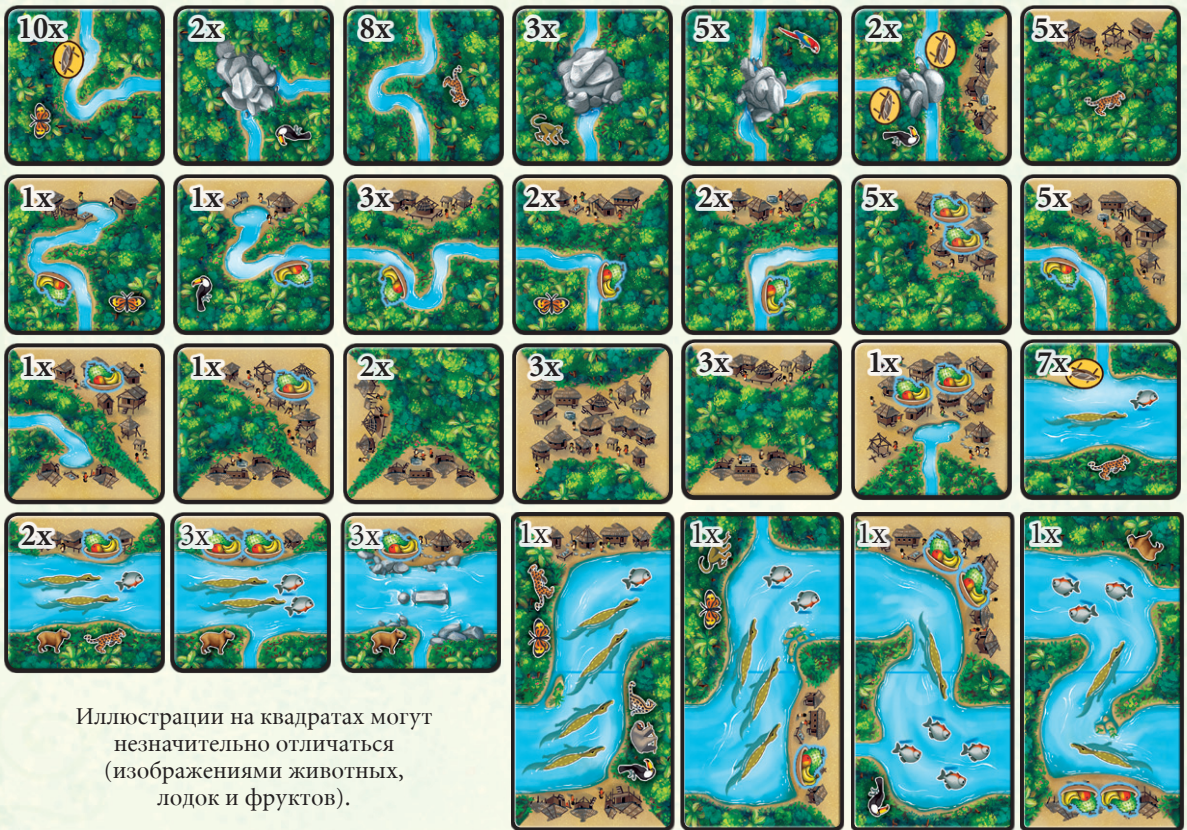 10x 2x 8x 3x 5x 2x 5x
1x 1x 3x 2x 2x 5x 5x
1x 1x 2x 3x 3x 1x 7x
2x 3x 3x 1x 1x 1x 1x
Иллюстрации на квадратах могут
незначительно отличаться
(изображениями животных,
лодок и фруктов).